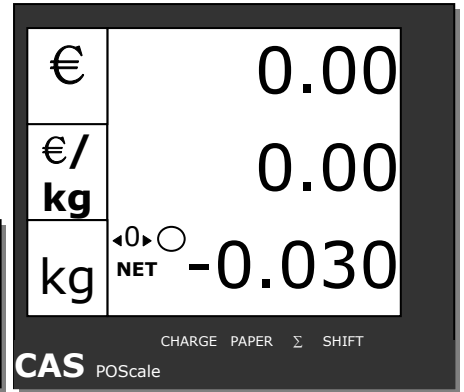 € 0.00
€/kg 0.00
◂0▸○
kg NET -0.030
CHARGE PAPER Σ SHIFT
CAS POScale